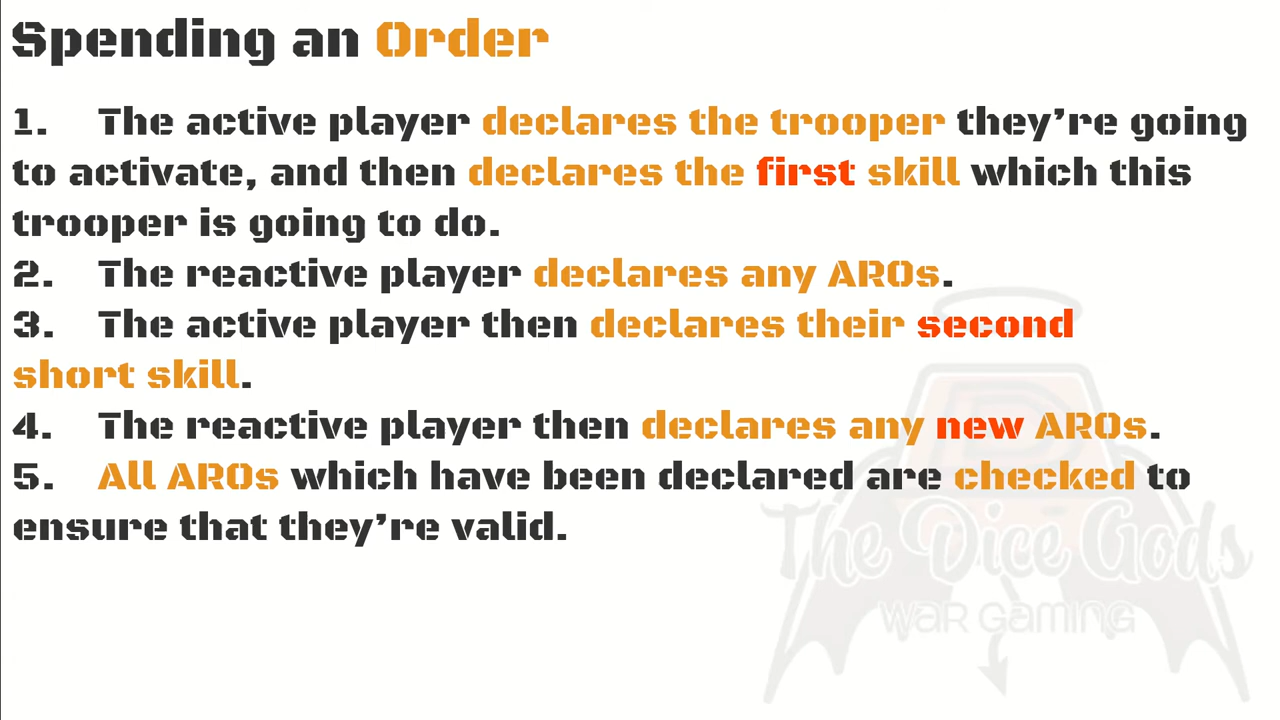 Spending an Order
1. The active player declares the trooper they’re going
to activate, and then declares the first skill which this
trooper is going to do.
2. The reactive player declares any AROs.
3. The active player then declares their second
short skill.
4. The reactive player then declares any new AROs.
5. All AROs which have been declared are checked to
ensure that they’re valid.
The Dice Gods
WAR GAMING